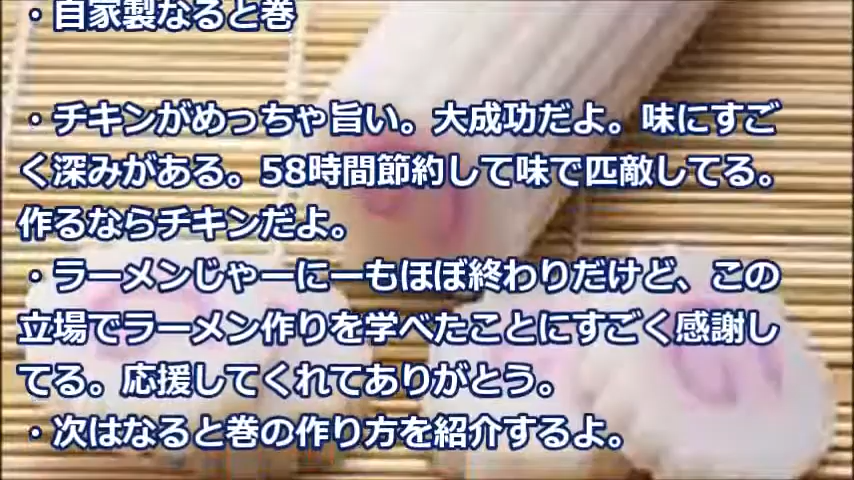 ・自家製なると巻
・チキンがめっちゃ旨い。大成功だよ。味にすご
く深みがある。58時間節約して味で匹敵してる。
作るならチキンだよ。
・ラーメンじゃーにーもほぼ終わりだけど、この
立場でラーメン作りを学べたことにすごく感謝し
てる。応援してくれてありがとう。
・次はなると巻の作り方を紹介するよ。